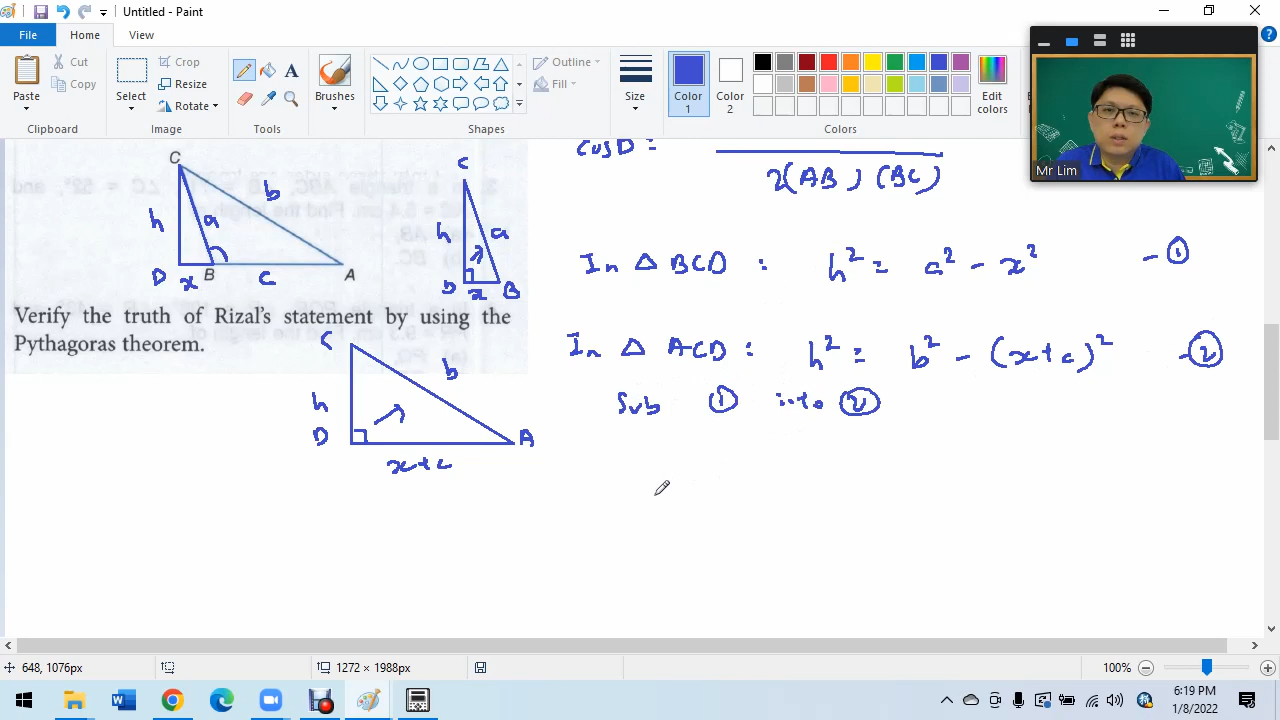 Untitled - Paint
File
Home
View
Paste
Cut
Copy
Clipboard
Select
Crop
Resize
Rotate
Image
A
Tools
Brushes
Outline
Fill
Shapes
Size
Color 1
Color 2
Edit colors
Colors
Mr Lim
C
h
a
b
D
x
B
c
A
C
h
a
D
x
B
Verify the truth of Rizal's statement by using the
Pythagoras theorem.
C
h
b
D
A
x+c
cos D =
2(AB)(BC)
In △ BCD : h² = a² - x² -①
In △ ACD : h² = b² - (x+c)² -②
Sub ① into ②
648, 1076px
1272 × 1988px
100%
6:19 PM
1/8/2022